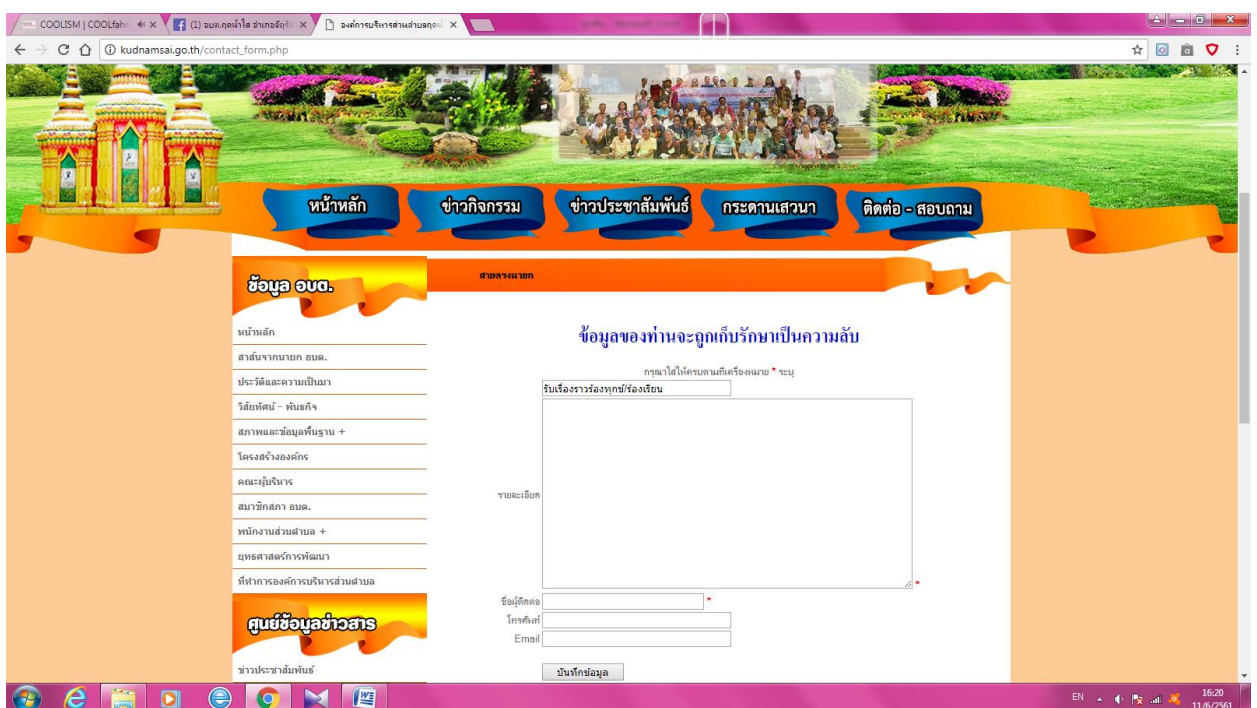 COOLISM | COOLfah
(1) อบต.กุดน้ำใส อำเภอจัตุรั
องค์การบริหารส่วนตำบลกุดน้
kudnamsai.go.th/contact_form.php
หน้าหลัก
ข่าวกิจกรรม
ข่าวประชาสัมพันธ์
กระดานเสวนา
ติดต่อ - สอบถาม
ข้อมูล อบต.
หน้าหลัก
สาส์นจากนายก อบต.
ประวัติและความเป็นมา
วิสัยทัศน์ - พันธกิจ
สภาพและข้อมูลพื้นฐาน +
โครงสร้างองค์กร
คณะผู้บริหาร
สมาชิกสภา อบต.
พนักงานส่วนตำบล +
ยุทธศาสตร์การพัฒนา
ที่ทำการองค์การบริหารส่วนตำบล
ศูนย์ข้อมูลข่าวสาร
ข่าวประชาสัมพันธ์
สายตรงนายก
ข้อมูลของท่านจะถูกเก็บรักษาเป็นความลับ
กรุณาใส่ให้ครบตามที่เครื่องหมาย * ระบุ
รับเรื่องราวร้องทุกข์/ร้องเรียน
รายละเอียด
*
ชื่อผู้ติดต่อ *
โทรศัพท์
Email
บันทึกข้อมูล
EN
16:20
11/6/2561